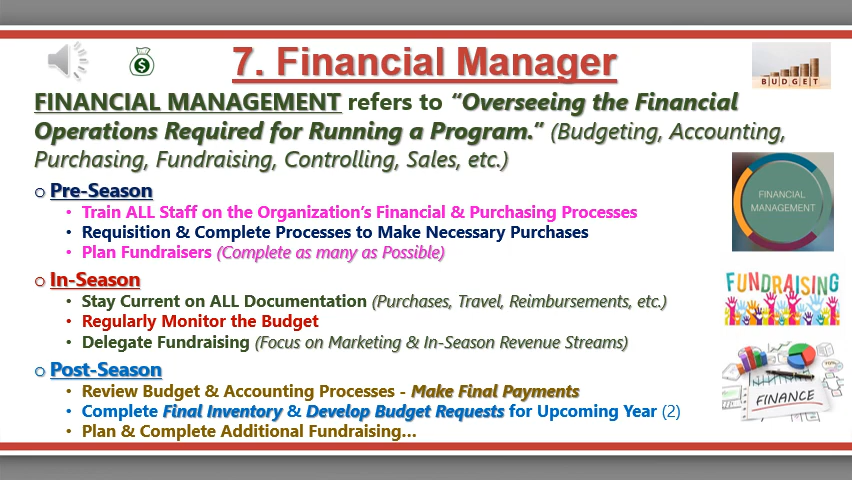 7. Financial Manager
BUDGET
FINANCIAL MANAGEMENT refers to “Overseeing the Financial
Operations Required for Running a Program.” (Budgeting, Accounting,
Purchasing, Fundraising, Controlling, Sales, etc.)
FINANCIAL
MANAGEMENT
o Pre-Season
• Train ALL Staff on the Organization’s Financial & Purchasing Processes
• Requisition & Complete Processes to Make Necessary Purchases
• Plan Fundraisers (Complete as many as Possible)
o In-Season
FUNDRAISING
• Stay Current on ALL Documentation (Purchases, Travel, Reimbursements, etc.)
• Regularly Monitor the Budget
• Delegate Fundraising (Focus on Marketing & In-Season Revenue Streams)
o Post-Season
• Review Budget & Accounting Processes - Make Final Payments
FINANCE
• Complete Final Inventory & Develop Budget Requests for Upcoming Year (2)
• Plan & Complete Additional Fundraising…